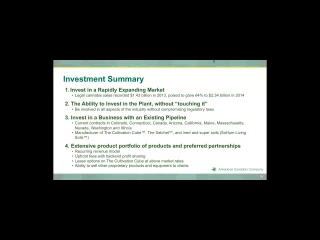 Investment Summary
1. Invest in a Rapidly Expanding Market
• Legal cannabis sales recorded $1.43 billion in 2013, poised to grow 64% to $2.34 billion in 2014
2. The Ability to Invest in the Plant, without "touching it"
• Be involved in all aspects of the industry without compromising regulatory laws
3. Invest in a Business with an Existing Pipeline
• Current contracts in Colorado, Connecticut, Canada, Arizona, California, Maine, Massachusetts,
Nevada, Washington and Illinois
• Manufacturer of The Cultivation Cube™, The Satchel™, and inert and super soils (SoHum Living
Soils™)
4. Extensive product portfolio of products and preferred partnerships
• Recurring revenue model
• Upfront fees with backend profit sharing
• Lease options on The Cultivation Cube at above market rates
• Ability to sell other proprietary products and equipment to clients
American Cannabis Company